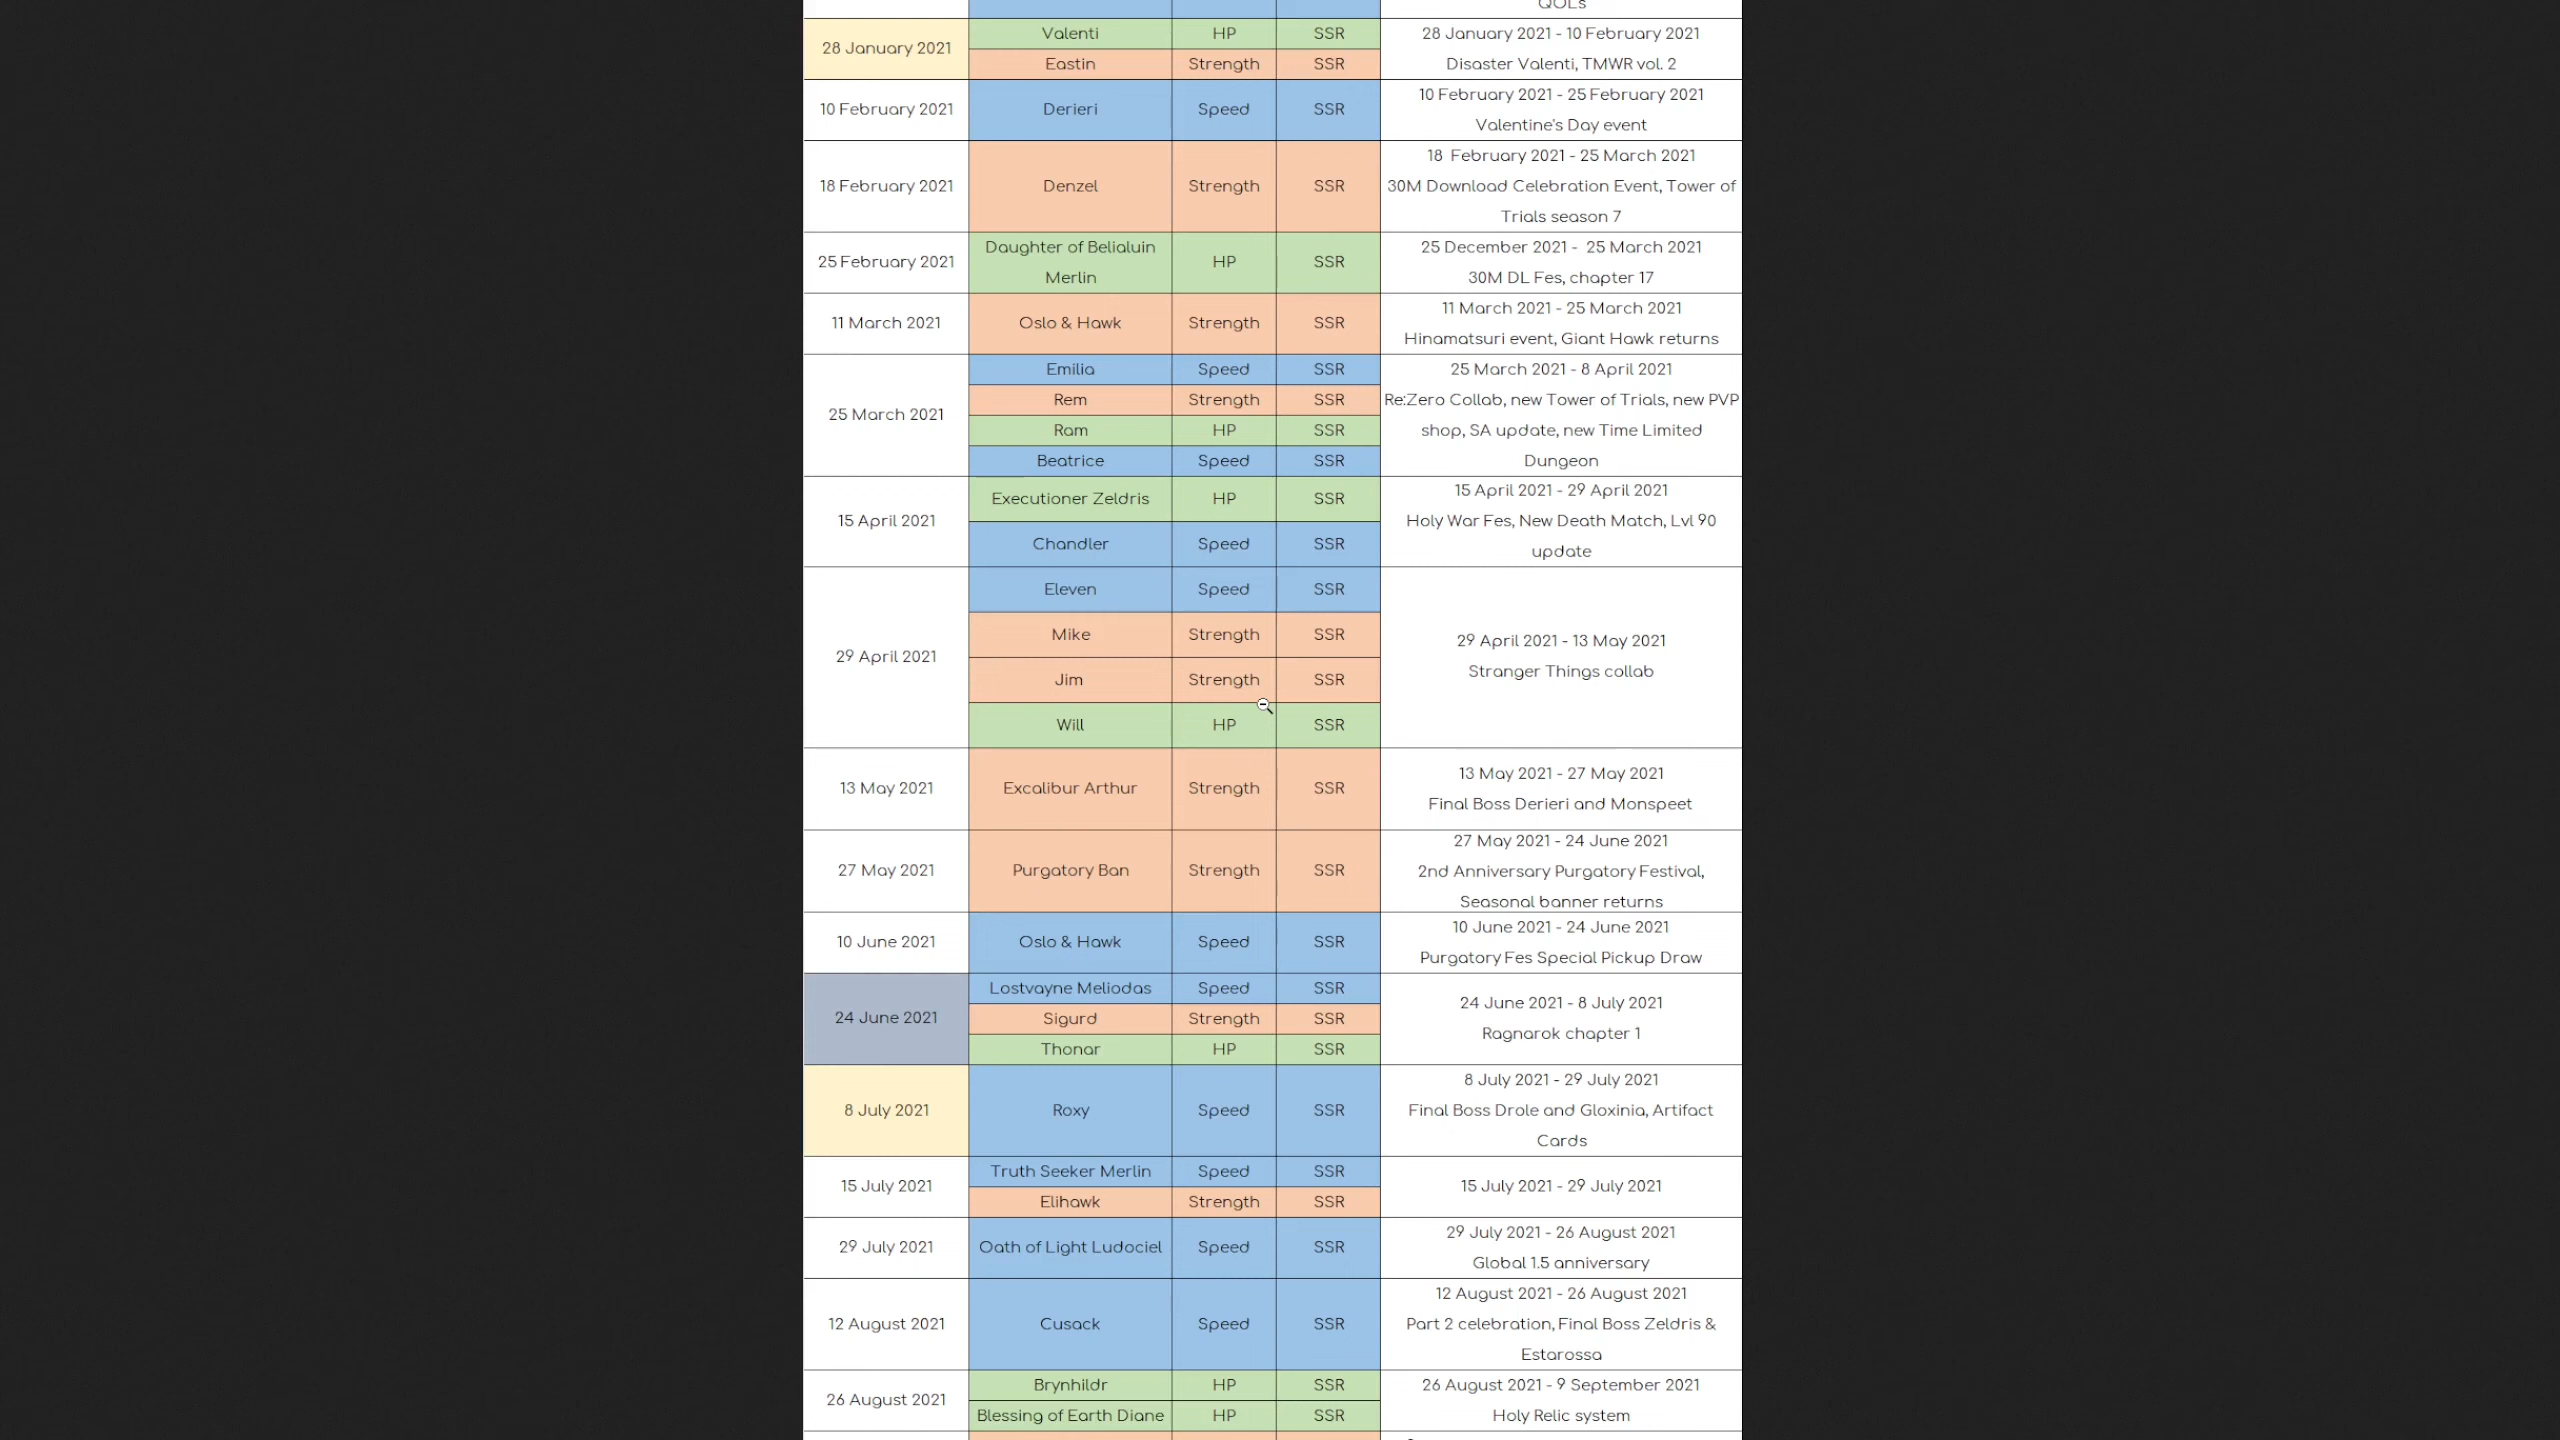 QOLs
28 January 2021
Valenti HP SSR
Eastin Strength SSR
28 January 2021 - 10 February 2021
Disaster Valenti, TMWR vol. 2
10 February 2021
Derieri Speed SSR
10 February 2021 - 25 February 2021
Valentine's Day event
18 February 2021
Denzel Strength SSR
18 February 2021 - 25 March 2021
30M Download Celebration Event, Tower of
Trials season 7
25 February 2021
Daughter of Belialuin
Merlin
HP SSR
25 December 2021 - 25 March 2021
30M DL Fes, chapter 17
11 March 2021
Oslo & Hawk Strength SSR
11 March 2021 - 25 March 2021
Hinamatsuri event, Giant Hawk returns
25 March 2021
Emilia Speed SSR
Rem Strength SSR
Ram HP SSR
Beatrice Speed SSR
25 March 2021 - 8 April 2021
Re:Zero Collab, new Tower of Trials, new PVP
shop, SA update, new Time Limited
Dungeon
15 April 2021
Executioner Zeldris HP SSR
Chandler Speed SSR
15 April 2021 - 29 April 2021
Holy War Fes, New Death Match, Lvl 90
update
29 April 2021
Eleven Speed SSR
Mike Strength SSR
Jim Strength SSR
Will HP SSR
29 April 2021 - 13 May 2021
Stranger Things collab
13 May 2021
Excalibur Arthur Strength SSR
13 May 2021 - 27 May 2021
Final Boss Derieri and Monspeet
27 May 2021
Purgatory Ban Strength SSR
27 May 2021 - 24 June 2021
2nd Anniversary Purgatory Festival,
Seasonal banner returns
10 June 2021
Oslo & Hawk Speed SSR
10 June 2021 - 24 June 2021
Purgatory Fes Special Pickup Draw
24 June 2021
Lostvayne Meliodas Speed SSR
Sigurd Strength SSR
Thonar HP SSR
24 June 2021 - 8 July 2021
Ragnarok chapter 1
8 July 2021
Roxy Speed SSR
8 July 2021 - 29 July 2021
Final Boss Drole and Gloxinia, Artifact
Cards
15 July 2021
Truth Seeker Merlin Speed SSR
Elihawk Strength SSR
15 July 2021 - 29 July 2021
29 July 2021
Oath of Light Ludociel Speed SSR
29 July 2021 - 26 August 2021
Global 1.5 anniversary
12 August 2021
Cusack Speed SSR
12 August 2021 - 26 August 2021
Part 2 celebration, Final Boss Zeldris &
Estarossa
26 August 2021
Brynhildr HP SSR
Blessing of Earth Diane HP SSR
26 August 2021 - 9 September 2021
Holy Relic system